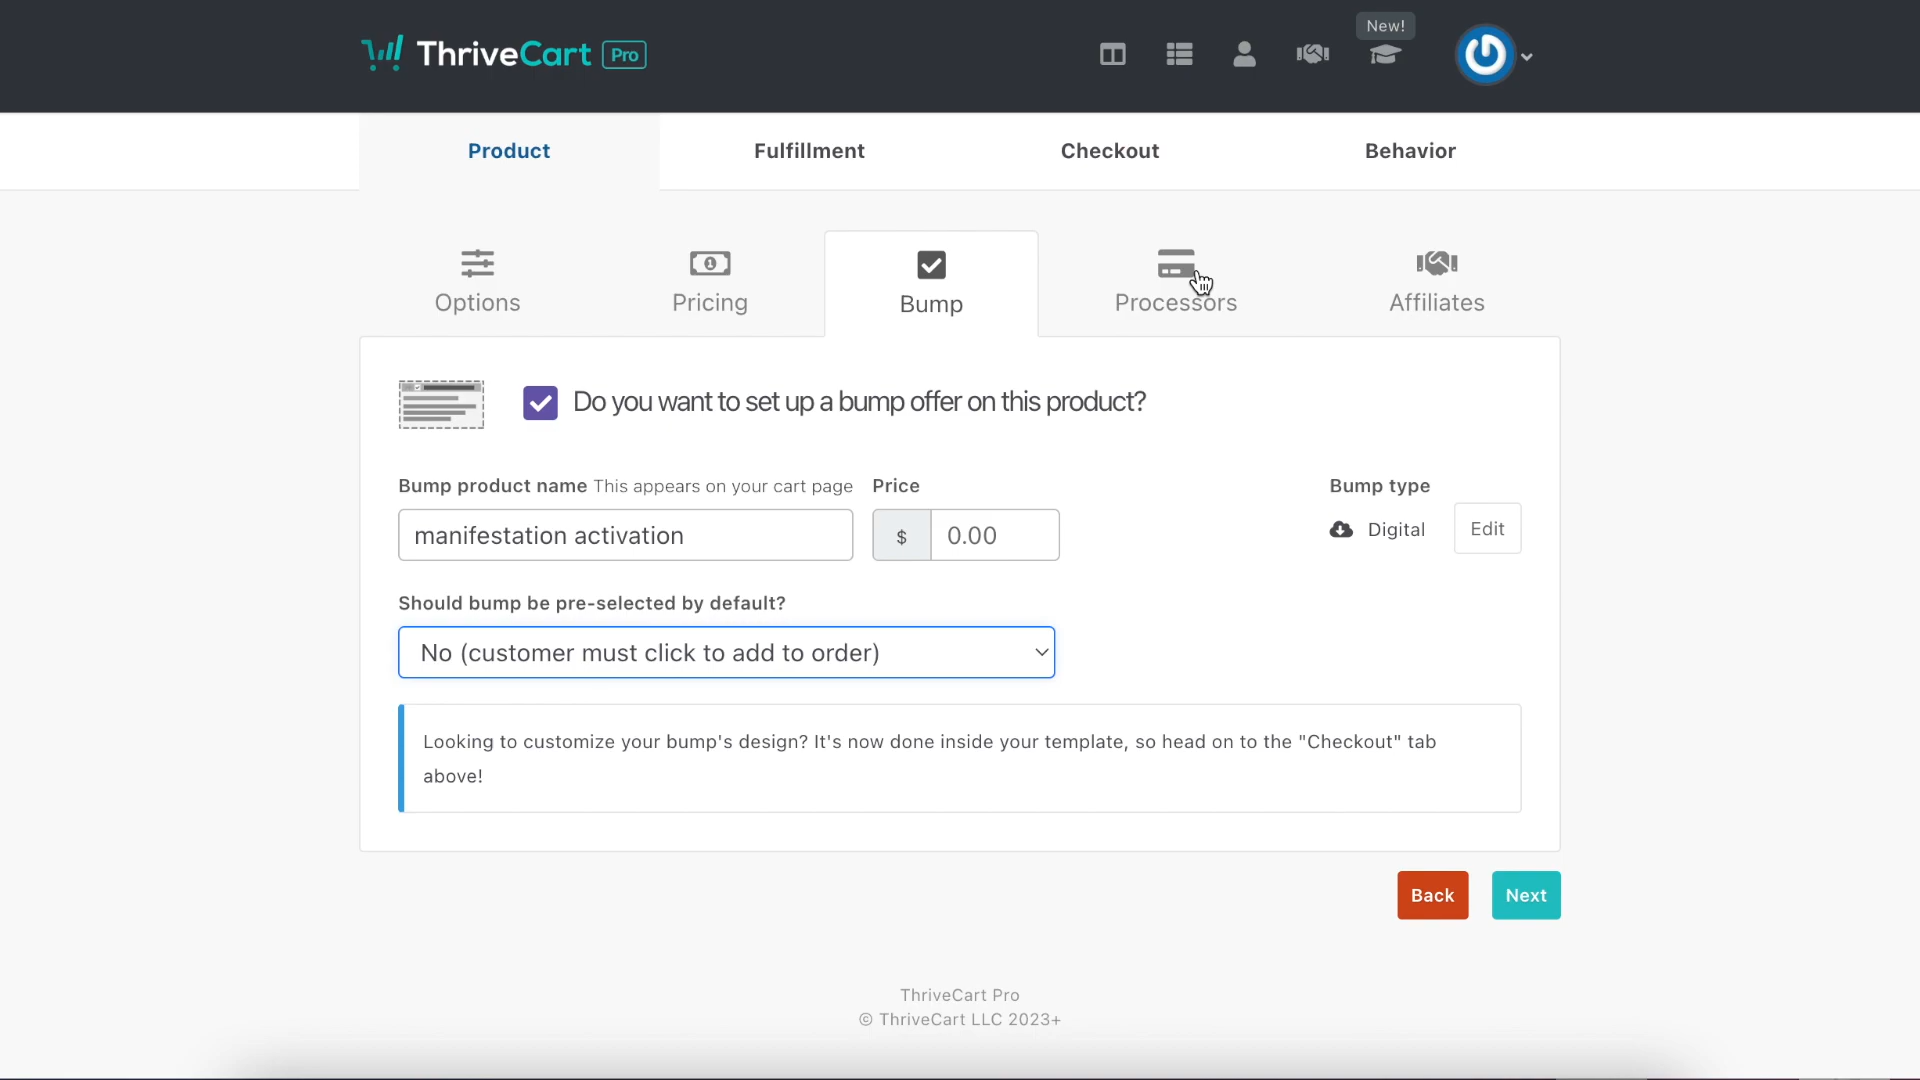 New!
ThriveCart Pro
Product
Fulfillment
Checkout
Behavior
Options
Pricing
Bump
Processors
Affiliates
Do you want to set up a bump offer on this product?
Bump product name This appears on your cart page
Price
Bump type
manifestation activation
$
0.00
Digital
Edit
Should bump be pre-selected by default?
No (customer must click to add to order)
Looking to customize your bump's design? It's now done inside your template, so head on to the "Checkout" tab
above!
Back
Next
ThriveCart Pro
© ThriveCart LLC 2023+